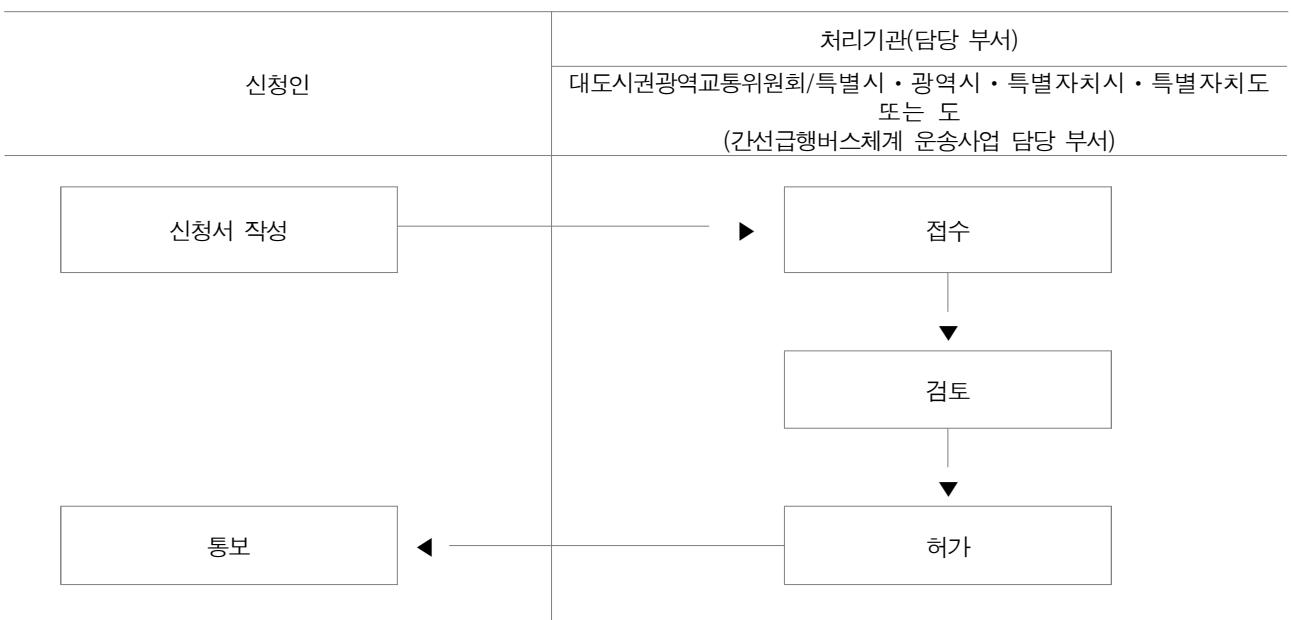 처리기관(담당 부서)
신청인
대도시권광역교통위원회/특별시・광역시・특별자치시・특별자치도
또는 도
(간선급행버스체계 운송사업 담당 부서)
신청서 작성
접수
검토
통보
허가